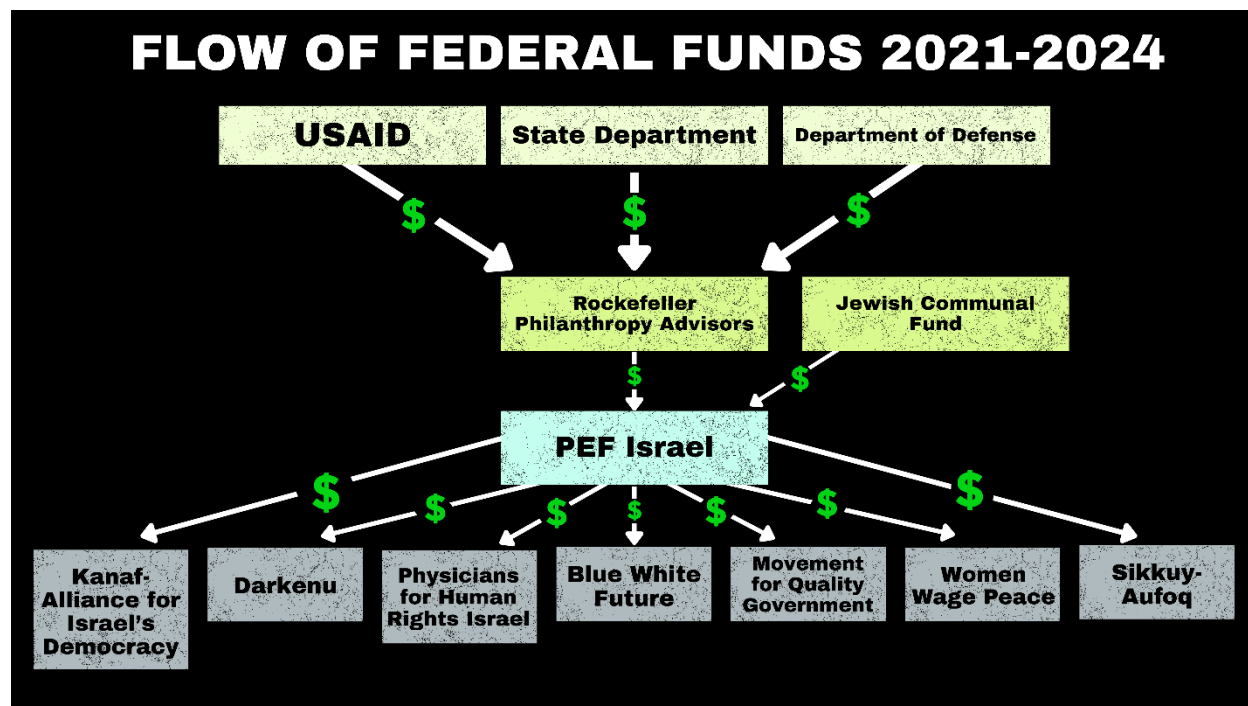 FLOW OF FEDERAL FUNDS 2021-2024
USAID
State Department
Department of Defense
$
$
$
Rockefeller
Philanthropy Advisors
Jewish Communal
Fund
$
$
PEF Israel
$
$
$
$
$
$
$
Kanaf-
Alliance for
Israel's
Democracy
Darkenu
Physicians
for Human
Rights Israel
Blue White
Future
Movement
for Quality
Government
Women
Wage Peace
Sikkuy-
Aufoq